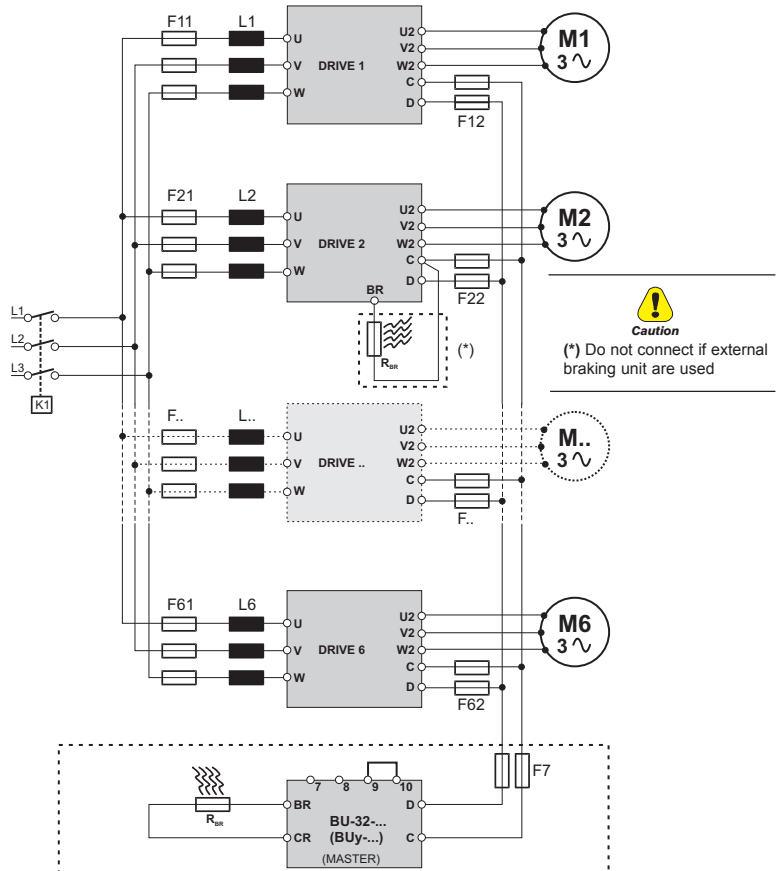 F11 L1
U U2
V2
V DRIVE 1 W2
C
W D
F12
M1
3
F21 L2
U U2
V2
V DRIVE 2 W2
C
W D
BR
F22
M2
3
R_BR
(*)
Caution
(*) Do not connect if external
braking unit are used
L1
L2
L3
K1
F.. L..
U U2
V2
V DRIVE .. W2
C
W D
F..
M..
3
F61 L6
U U2
V2
V DRIVE 6 W2
C
W D
F62
M6
3
F7
7 8 9 10
R_BR
BR D
BU-32-...
(BUy-...)
CR C
(MASTER)